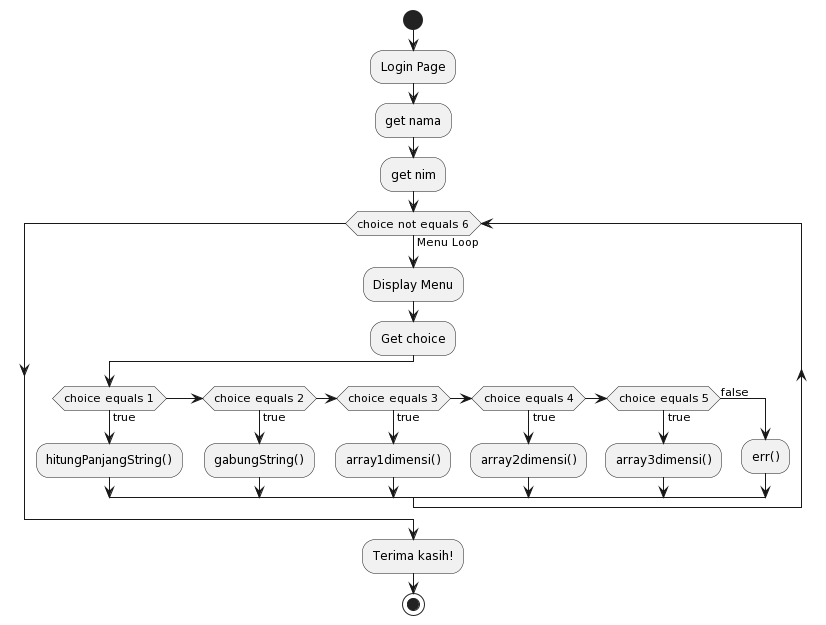 Login Page
get nama
get nim
choice not equals 6
Menu Loop
Display Menu
Get choice
choice equals 1
choice equals 2
choice equals 3
choice equals 4
choice equals 5
false
true
true
true
true
true
hitungPanjangString()
gabungString()
array1dimensi()
array2dimensi()
array3dimensi()
err()
Terima kasih!